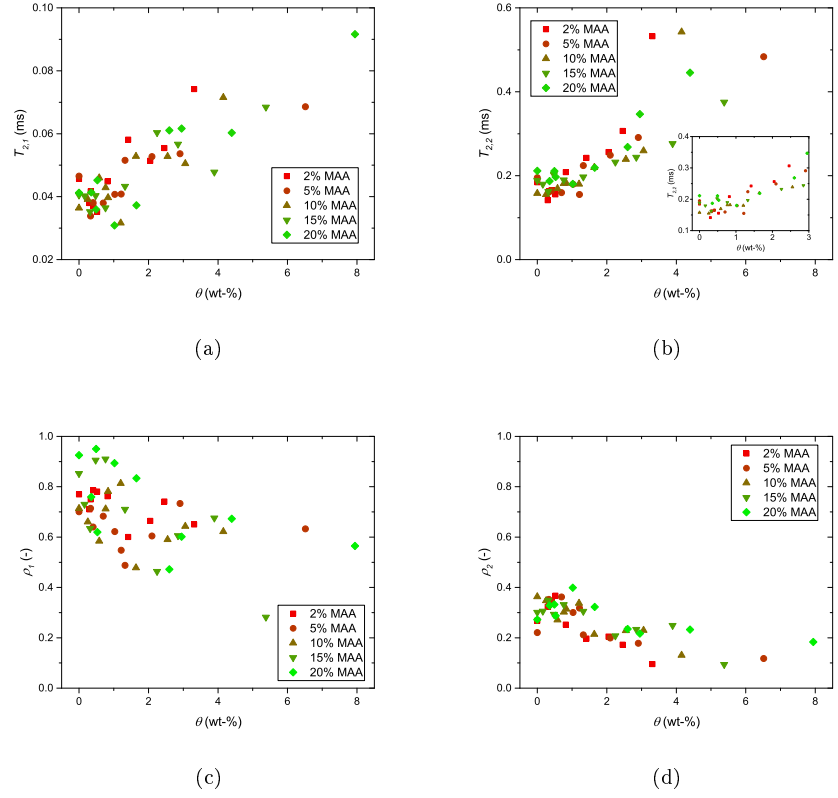 0.10
0.08
0.06
0.04
0.02
T2,1 (ms)
0 2 4 6 8
θ (wt-%)
2% MAA
5% MAA
10% MAA
15% MAA
20% MAA
(a)
0.6
0.4
0.2
0.0
T2,2 (ms)
0 2 4 6 8
θ (wt-%)
2% MAA
5% MAA
10% MAA
15% MAA
20% MAA
0.4
0.3
0.2
0.1
T2,2 (ms)
0 1 2 3
θ (wt-%)
(b)
1.0
0.8
0.6
0.4
0.2
0.0
ρ1 (-)
0 2 4 6 8
θ (wt-%)
2% MAA
5% MAA
10% MAA
15% MAA
20% MAA
(c)
1.0
0.8
0.6
0.4
0.2
0.0
ρ2 (-)
0 2 4 6 8
θ (wt-%)
2% MAA
5% MAA
10% MAA
15% MAA
20% MAA
(d)